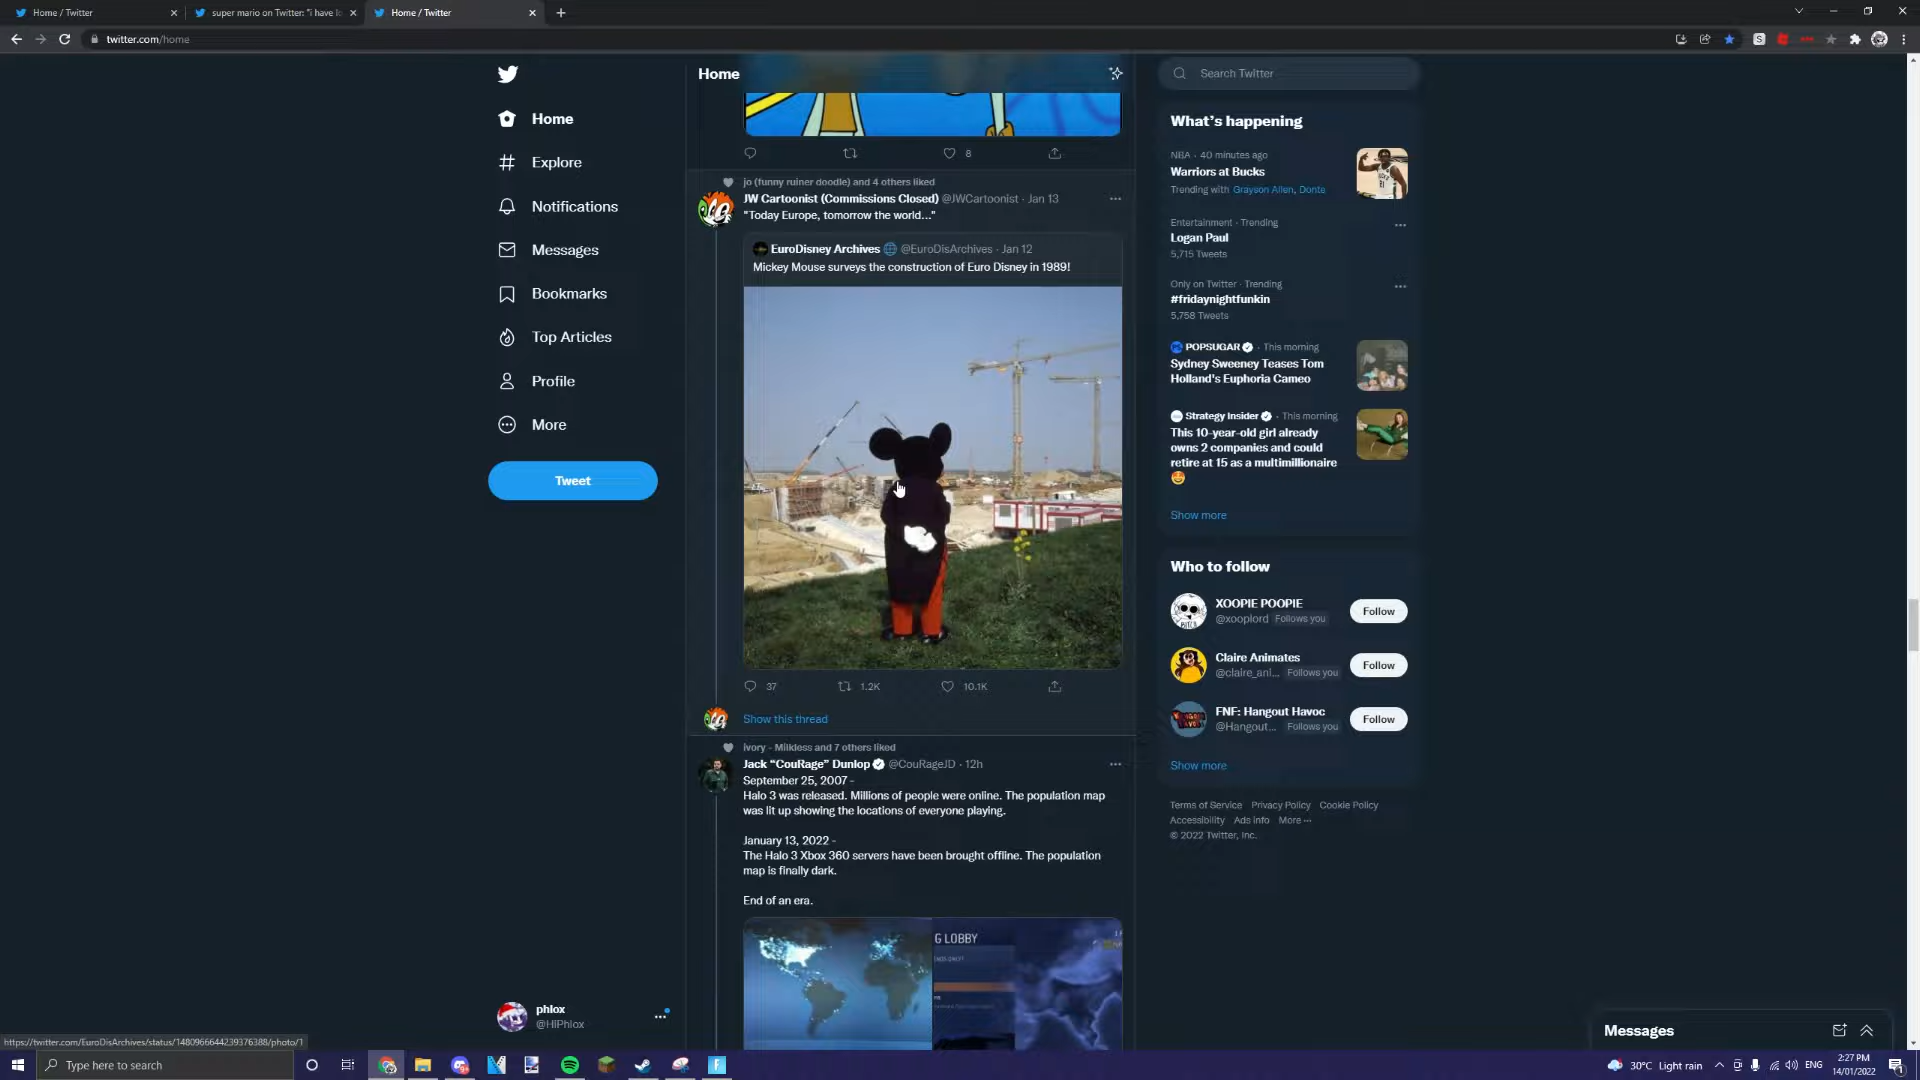 Home / Twitter
super mario on Twitter: "i have
Home / Twitter
twitter.com/home
Home
Explore
Notifications
Messages
Bookmarks
Top Articles
Profile
More
Tweet
phlox
@HiPhlox
Home
8
jo (funny ruiner doodle) and 4 others liked
JW Cartoonist (Commissions Closed) @JWCartoonist · Jan 13
"Today Europe, tomorrow the world..."
EuroDisney Archives @EuroDisArchives · Jan 12
Mickey Mouse surveys the construction of Euro Disney in 1989!
37 1.2K 10.1K
Show this thread
ivory - Milkless and 7 others liked
Jack "CouRage" Dunlop @CouRageJD · 12h
September 25, 2007 -
Halo 3 was released. Millions of people were online. The population map
was lit up showing the locations of everyone playing.
January 13, 2022 -
The Halo 3 Xbox 360 servers have been brought offline. The population
map is finally dark.
End of an era.
G LOBBY
Search Twitter
What's happening
NBA · 40 minutes ago
Warriors at Bucks
Trending with Grayson Allen, Donte
Entertainment · Trending
Logan Paul
5,715 Tweets
Only on Twitter · Trending
#fridaynightfunkin
5,758 Tweets
POPSUGAR · This morning
Sydney Sweeney Teases Tom
Holland's Euphoria Cameo
Strategy Insider · This morning
This 10-year-old girl already
owns 2 companies and could
retire at 15 as a multimillionaire
Show more
Who to follow
XOOPIE POOPIE
@xooplord Follows you
Follow
Claire Animates
@claire_ani... Follows you
Follow
FNF: Hangout Havoc
@Hangout... Follows you
Follow
Show more
Terms of Service Privacy Policy Cookie Policy
Accessibility Ads info More ···
© 2022 Twitter, Inc.
Messages
https://twitter.com/EuroDisArchives/status/1480966644239376388/photo/1
Type here to search
30°C Light rain
ENG
2:27 PM
14/01/2022